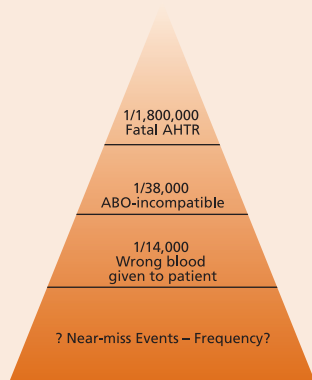 1/1,800,000
Fatal AHTR
1/38,000
ABO-incompatible
1/14,000
Wrong blood
given to patient
? Near-miss Events – Frequency?